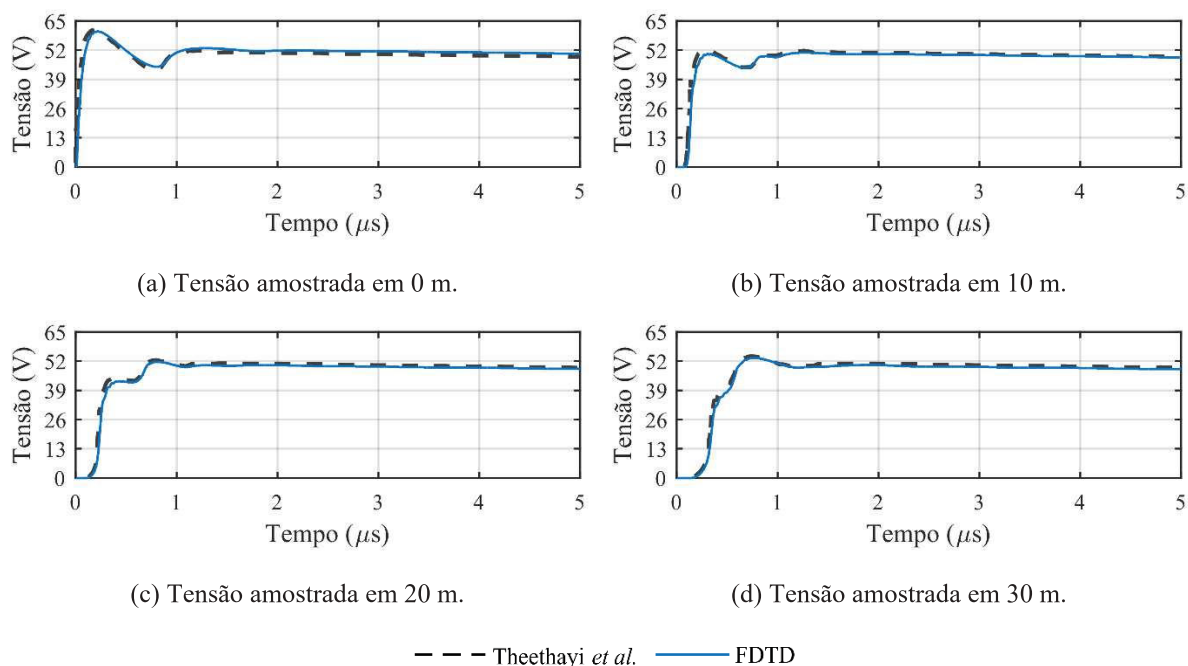 65
52
39
26
13
0
Tensão (V)
0 1 2 3 4 5
Tempo (μs)
(a) Tensão amostrada em 0 m.
65
52
39
26
13
0
Tensão (V)
0 1 2 3 4 5
Tempo (μs)
(b) Tensão amostrada em 10 m.
65
52
39
26
13
0
Tensão (V)
0 1 2 3 4 5
Tempo (μs)
(c) Tensão amostrada em 20 m.
65
52
39
26
13
0
Tensão (V)
0 1 2 3 4 5
Tempo (μs)
(d) Tensão amostrada em 30 m.
Theethayi et al. FDTD